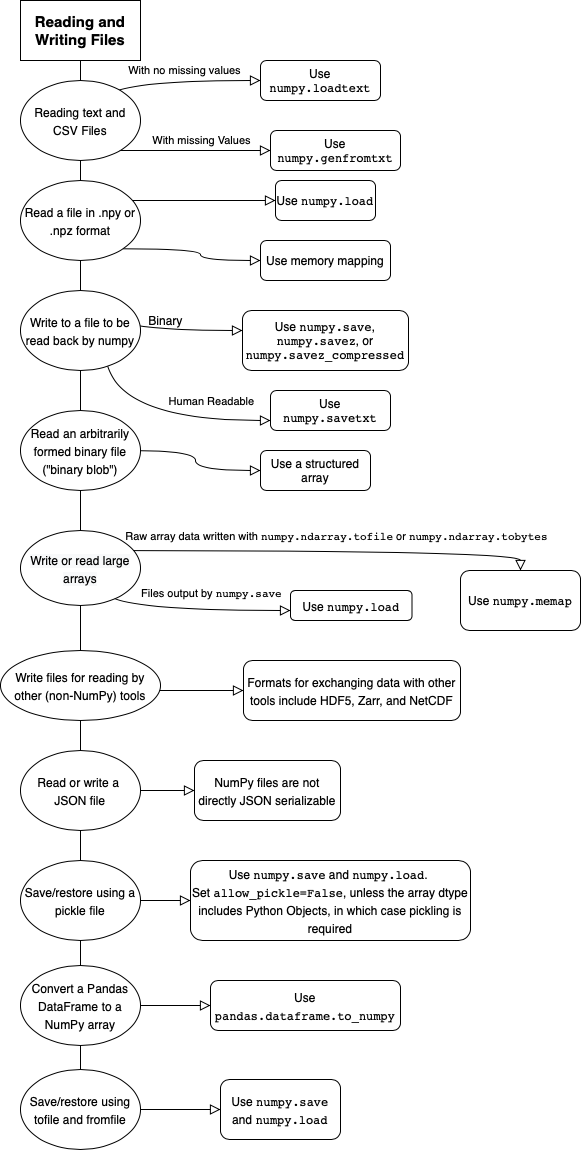 Reading and
Writing Files
With no missing values
Use
numpy.loadtext
Reading text and
CSV Files
With missing Values
Use
numpy.genfromtxt
Read a file in .npy or
.npz format
Use numpy.load
Use memory mapping
Write to a file to be
read back by numpy
Binary
Use numpy.save,
numpy.savez, or
numpy.savez_compressed
Human Readable
Use
numpy.savetxt
Read an arbitrarily
formed binary file
("binary blob")
Use a structured
array
Raw array data written with numpy.ndarray.tofile or numpy.ndarray.tobytes
Write or read large
arrays
Files output by numpy.save
Use numpy.load
Use numpy.memap
Write files for reading by
other (non-NumPy) tools
Formats for exchanging data with other
tools include HDF5, Zarr, and NetCDF
Read or write a
JSON file
NumPy files are not
directly JSON serializable
Save/restore using a
pickle file
Use numpy.save and numpy.load.
Set allow_pickle=False, unless the array dtype
includes Python Objects, in which case pickling is
required
Convert a Pandas
DataFrame to a
NumPy array
Use
pandas.dataframe.to_numpy
Save/restore using
tofile and fromfile
Use numpy.save
and numpy.load